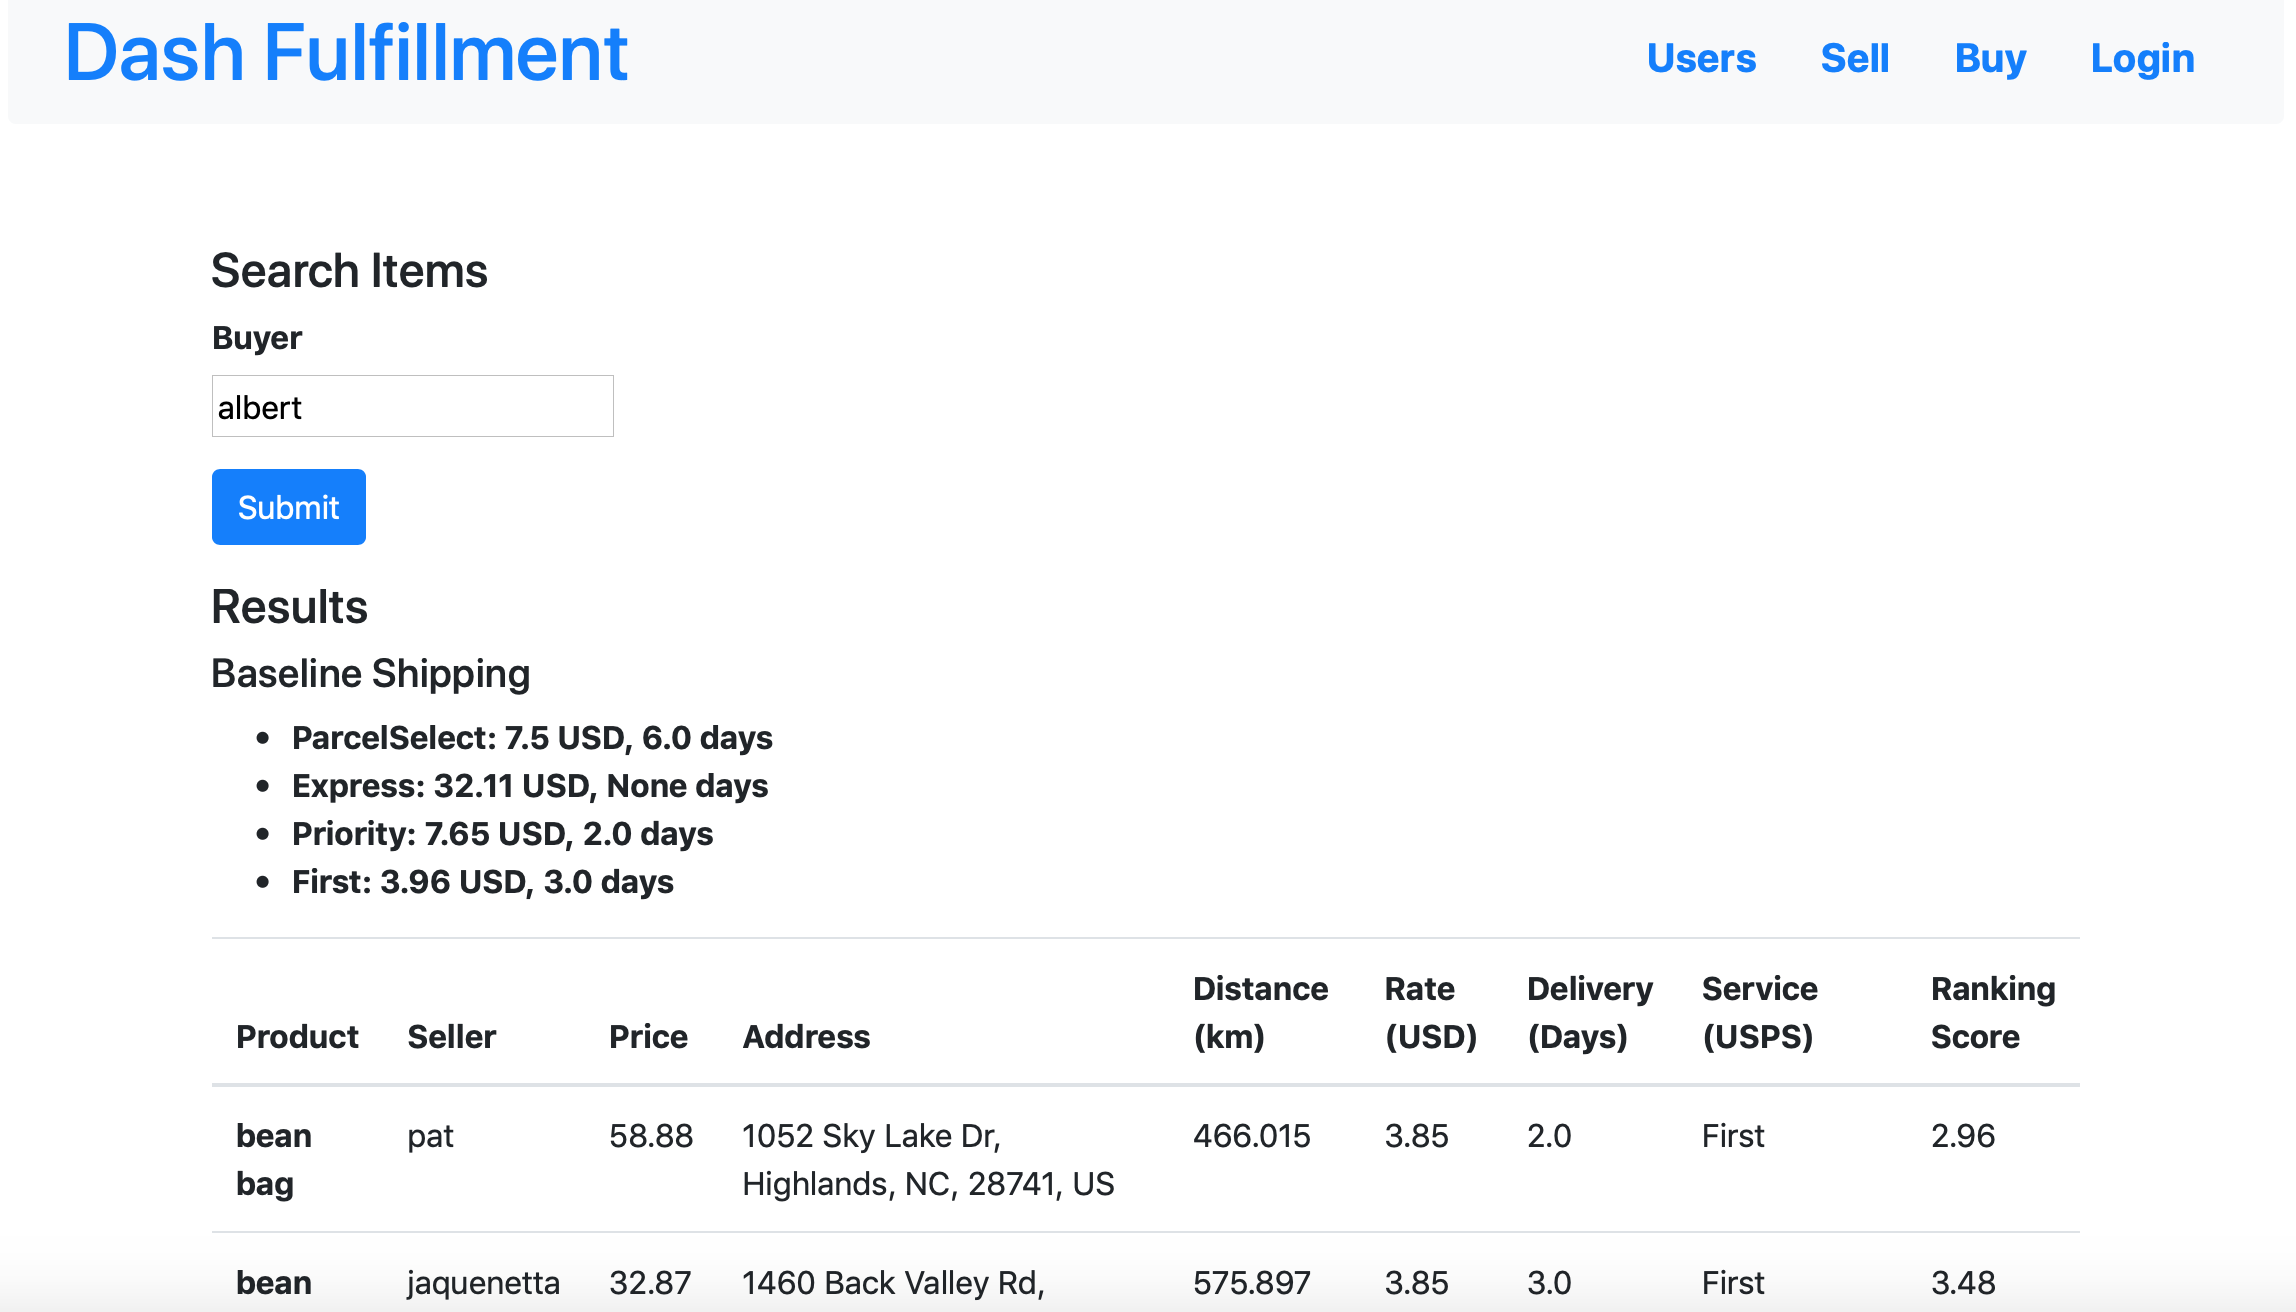 Dash Fulfillment
Users Sell Buy Login
Search Items
Buyer
albert
Submit
Results
Baseline Shipping
• ParcelSelect: 7.5 USD, 6.0 days
• Express: 32.11 USD, None days
• Priority: 7.65 USD, 2.0 days
• First: 3.96 USD, 3.0 days
Distance Rate Delivery Service Ranking
Product Seller Price Address (km) (USD) (Days) (USPS) Score
bean pat 58.88 1052 Sky Lake Dr, 466.015 3.85 2.0 First 2.96
bag Highlands, NC, 28741, US
bean jaquenetta 32.87 1460 Back Valley Rd, 575.897 3.85 3.0 First 3.48